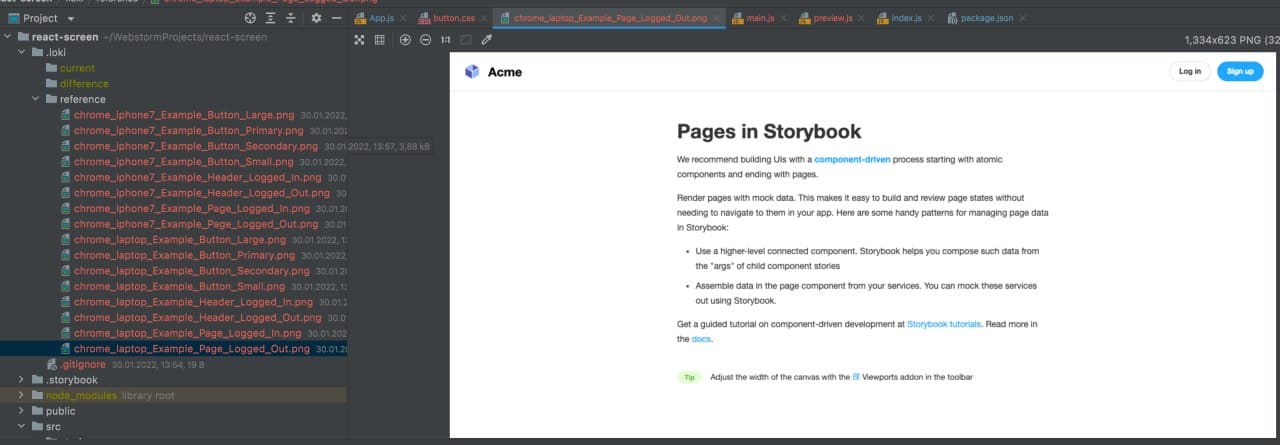 Project
App.js
button.css
chrome_laptop_Example_Page_Logged_Out.png
main.js
preview.js
index.js
package.json
1:1
1,334x623 PNG (32
react-screen ~/WebstormProjects/react-screen
.loki
current
difference
reference
chrome_iphone7_Example_Button_Large.png 30.01.2022,
chrome_iphone7_Example_Button_Primary.png 30.01.202
chrome_iphone7_Example_Button_Secondary.png 30.01.2022, 13:57, 3,88 kB
chrome_iphone7_Example_Button_Small.png 30.01.2022,
chrome_iphone7_Example_Header_Logged_In.png 30.01
chrome_iphone7_Example_Header_Logged_Out.png 30.
chrome_iphone7_Example_Page_Logged_In.png 30.01.2
chrome_iphone7_Example_Page_Logged_Out.png 30.01
chrome_laptop_Example_Button_Large.png 30.01.2022, 13:
chrome_laptop_Example_Button_Primary.png 30.01.2022,
chrome_laptop_Example_Button_Secondary.png 30.01.20
chrome_laptop_Example_Button_Small.png 30.01.2022, 13
chrome_laptop_Example_Header_Logged_In.png 30.01.20
chrome_laptop_Example_Header_Logged_Out.png 30.01.2
chrome_laptop_Example_Page_Logged_In.png 30.01.2022
chrome_laptop_Example_Page_Logged_Out.png 30.01.20
.gitignore 30.01.2022, 13:54, 19 B
.storybook
node_modules library root
public
src
Acme
Log in
Sign up
Pages in Storybook
We recommend building UIs with a component-driven process starting with atomic
components and ending with pages.
Render pages with mock data. This makes it easy to build and review page states without
needing to navigate to them in your app. Here are some handy patterns for managing page data
in Storybook:
• Use a higher-level connected component. Storybook helps you compose such data from
the "args" of child component stories
• Assemble data in the page component from your services. You can mock these services
out using Storybook.
Get a guided tutorial on component-driven development at Storybook tutorials. Read more in
the docs.
Tip Adjust the width of the canvas with the Viewports addon in the toolbar